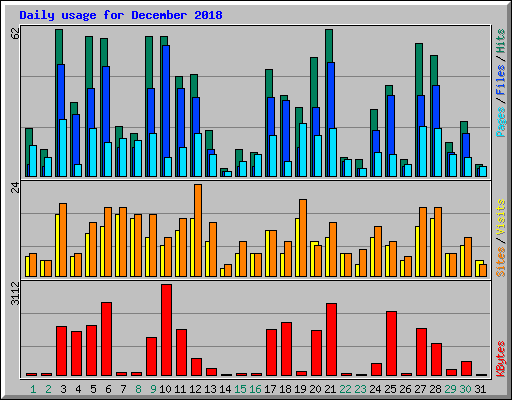 Daily usage for December 2018
62
Pages / Files / Hits
24
Sites / Visits
3112
KBytes
1 2 3 4 5 6 7 8 9 10 11 12 13 14 15 16 17 18 19 20 21 22 23 24 25 26 27 28 29 30 31